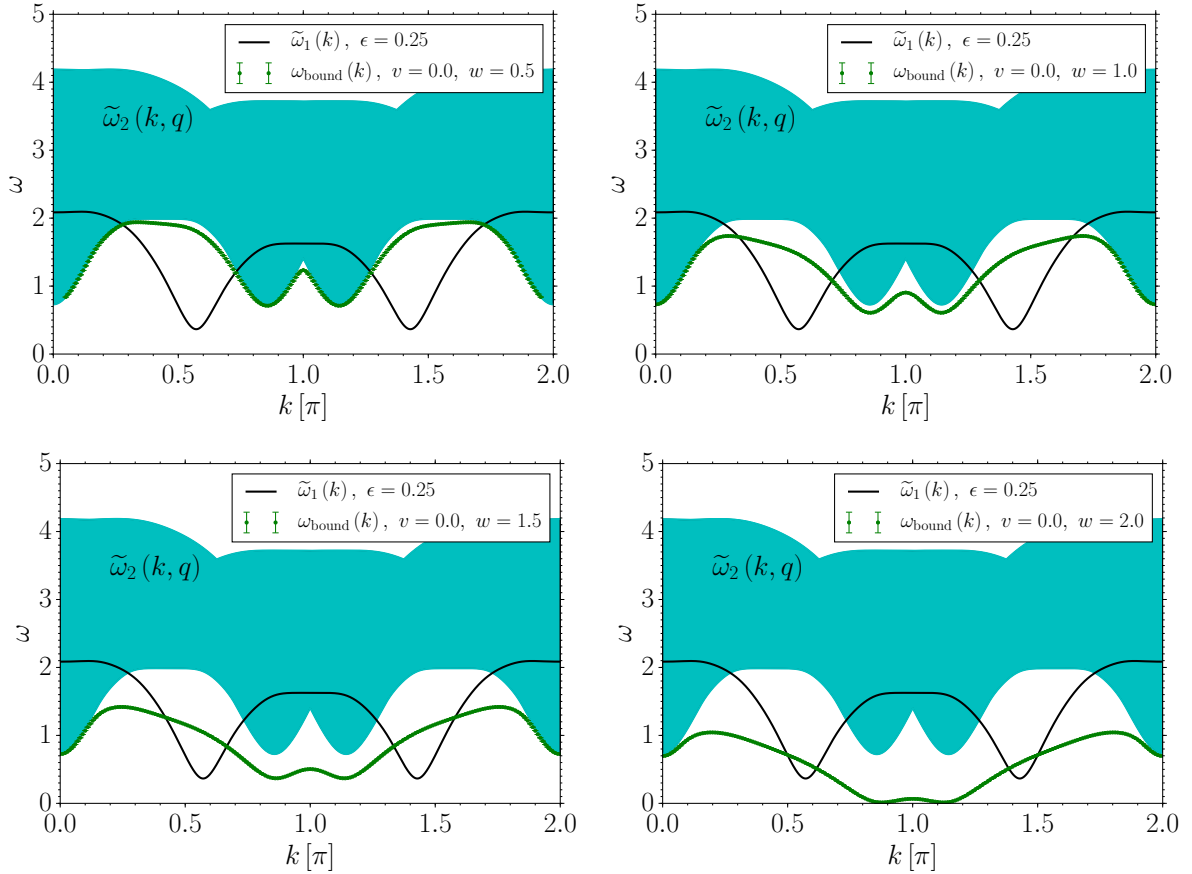 5
4
3
2
1
0
ω
ω̃₁(k) , ϵ = 0.25
ω_bound(k) , v = 0.0, w = 0.5
ω̃₂(k, q)
0.0 0.5 1.0 1.5 2.0
k [π]
5
4
3
2
1
0
ω
ω̃₁(k) , ϵ = 0.25
ω_bound(k) , v = 0.0, w = 1.0
ω̃₂(k, q)
0.0 0.5 1.0 1.5 2.0
k [π]
5
4
3
2
1
0
ω
ω̃₁(k) , ϵ = 0.25
ω_bound(k) , v = 0.0, w = 1.5
ω̃₂(k, q)
0.0 0.5 1.0 1.5 2.0
k [π]
5
4
3
2
1
0
ω
ω̃₁(k) , ϵ = 0.25
ω_bound(k) , v = 0.0, w = 2.0
ω̃₂(k, q)
0.0 0.5 1.0 1.5 2.0
k [π]